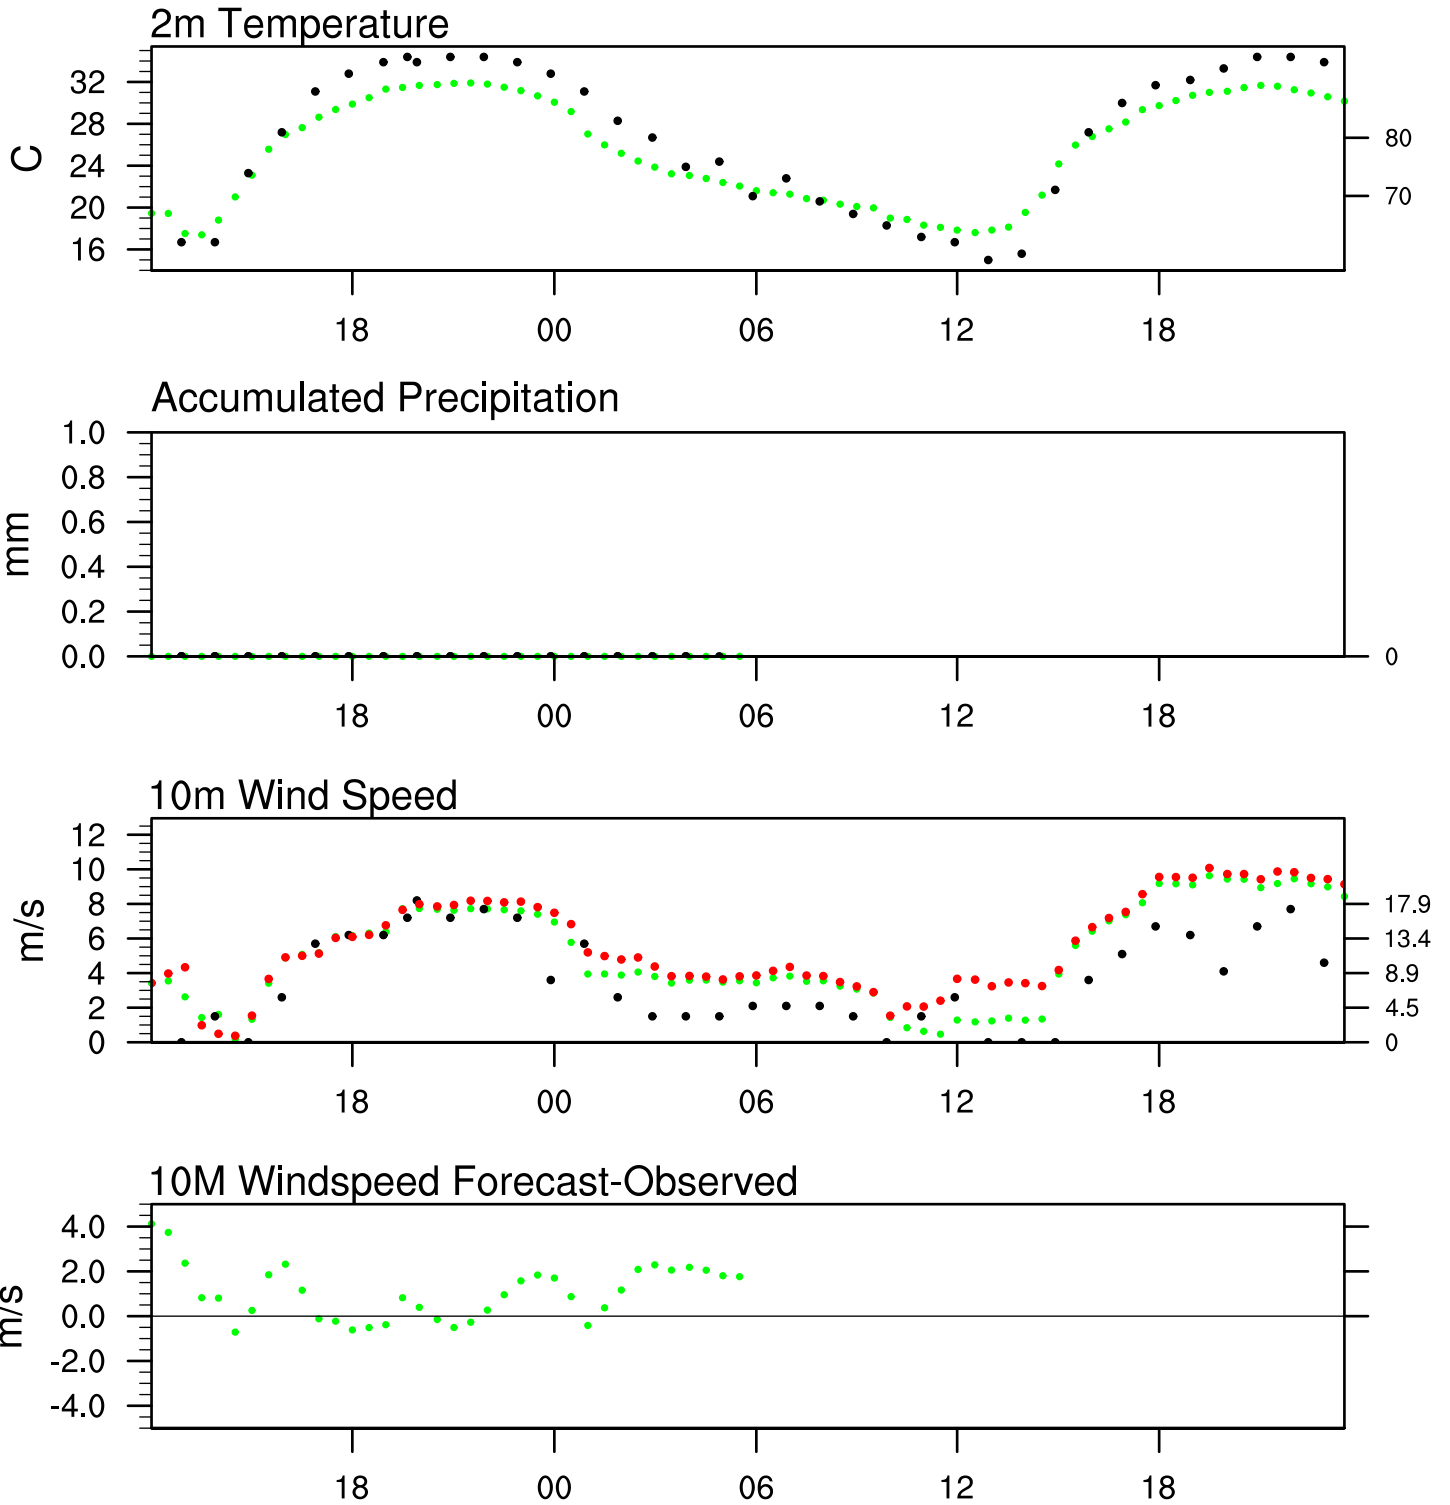 2m Temperature
C
32
28
24
20
16
80
70
18 00 06 12 18
Accumulated Precipitation
mm
1.0
0.8
0.6
0.4
0.2
0.0
0
18 00 06 12 18
10m Wind Speed
m/s
12
10
8
6
4
2
0
17.9
13.4
8.9
4.5
0
18 00 06 12 18
10M Windspeed Forecast-Observed
m/s
4.0
2.0
0.0
-2.0
-4.0
18 00 06 12 18